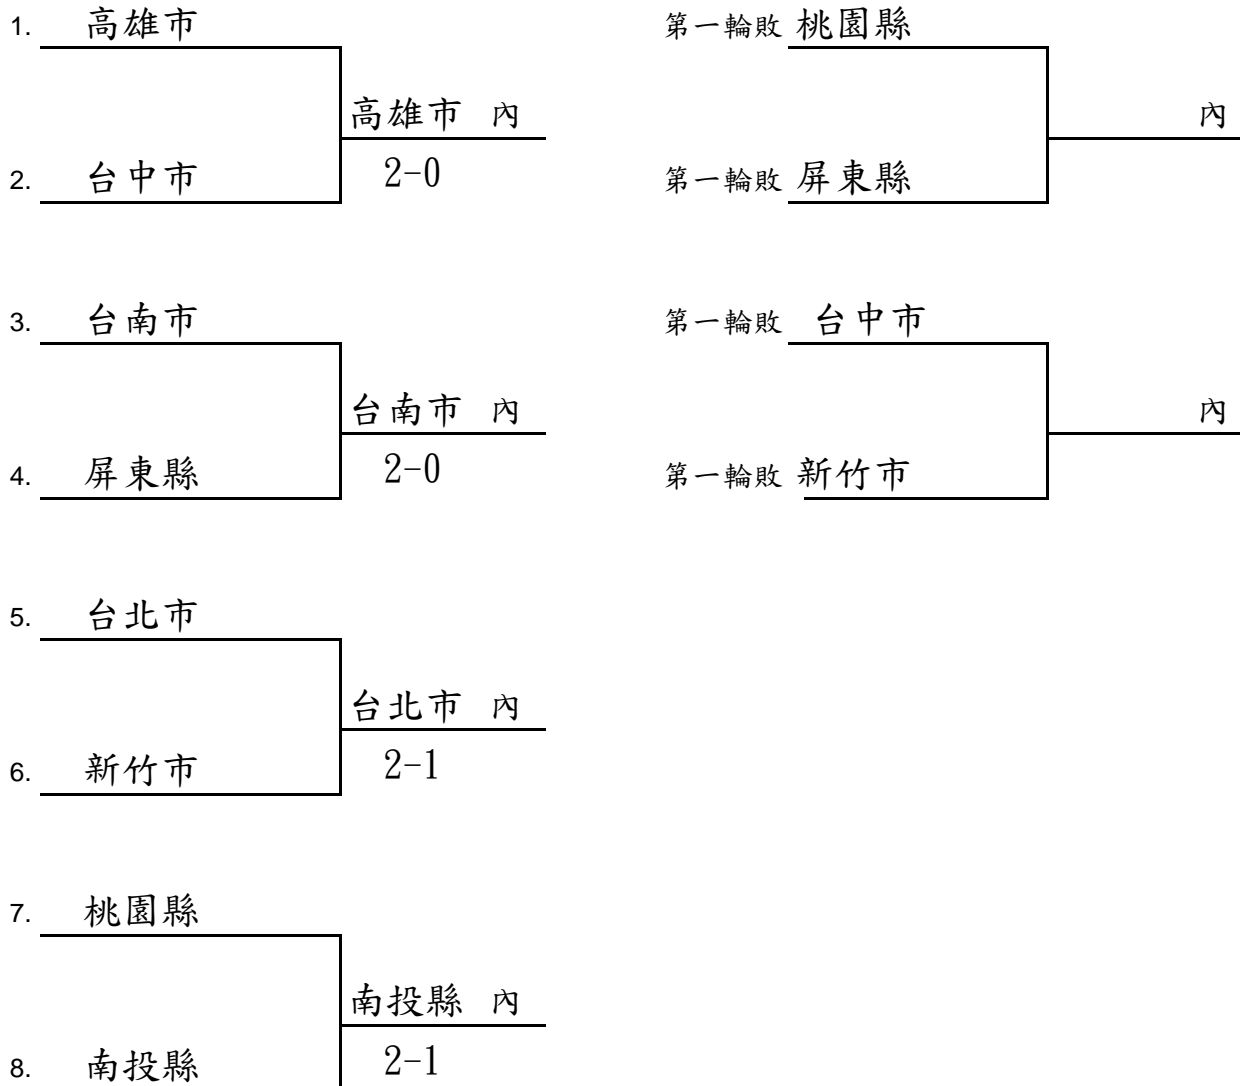 1. 高雄市 第一輪敗 桃園縣
高雄市 內 內
2. 台中市 2-0 第一輪敗 屏東縣
3. 台南市 第一輪敗 台中市
台南市 內 內
4. 屏東縣 2-0 第一輪敗 新竹市
5. 台北市
台北市 內
6. 新竹市 2-1
7. 桃園縣
南投縣 內
8. 南投縣 2-1